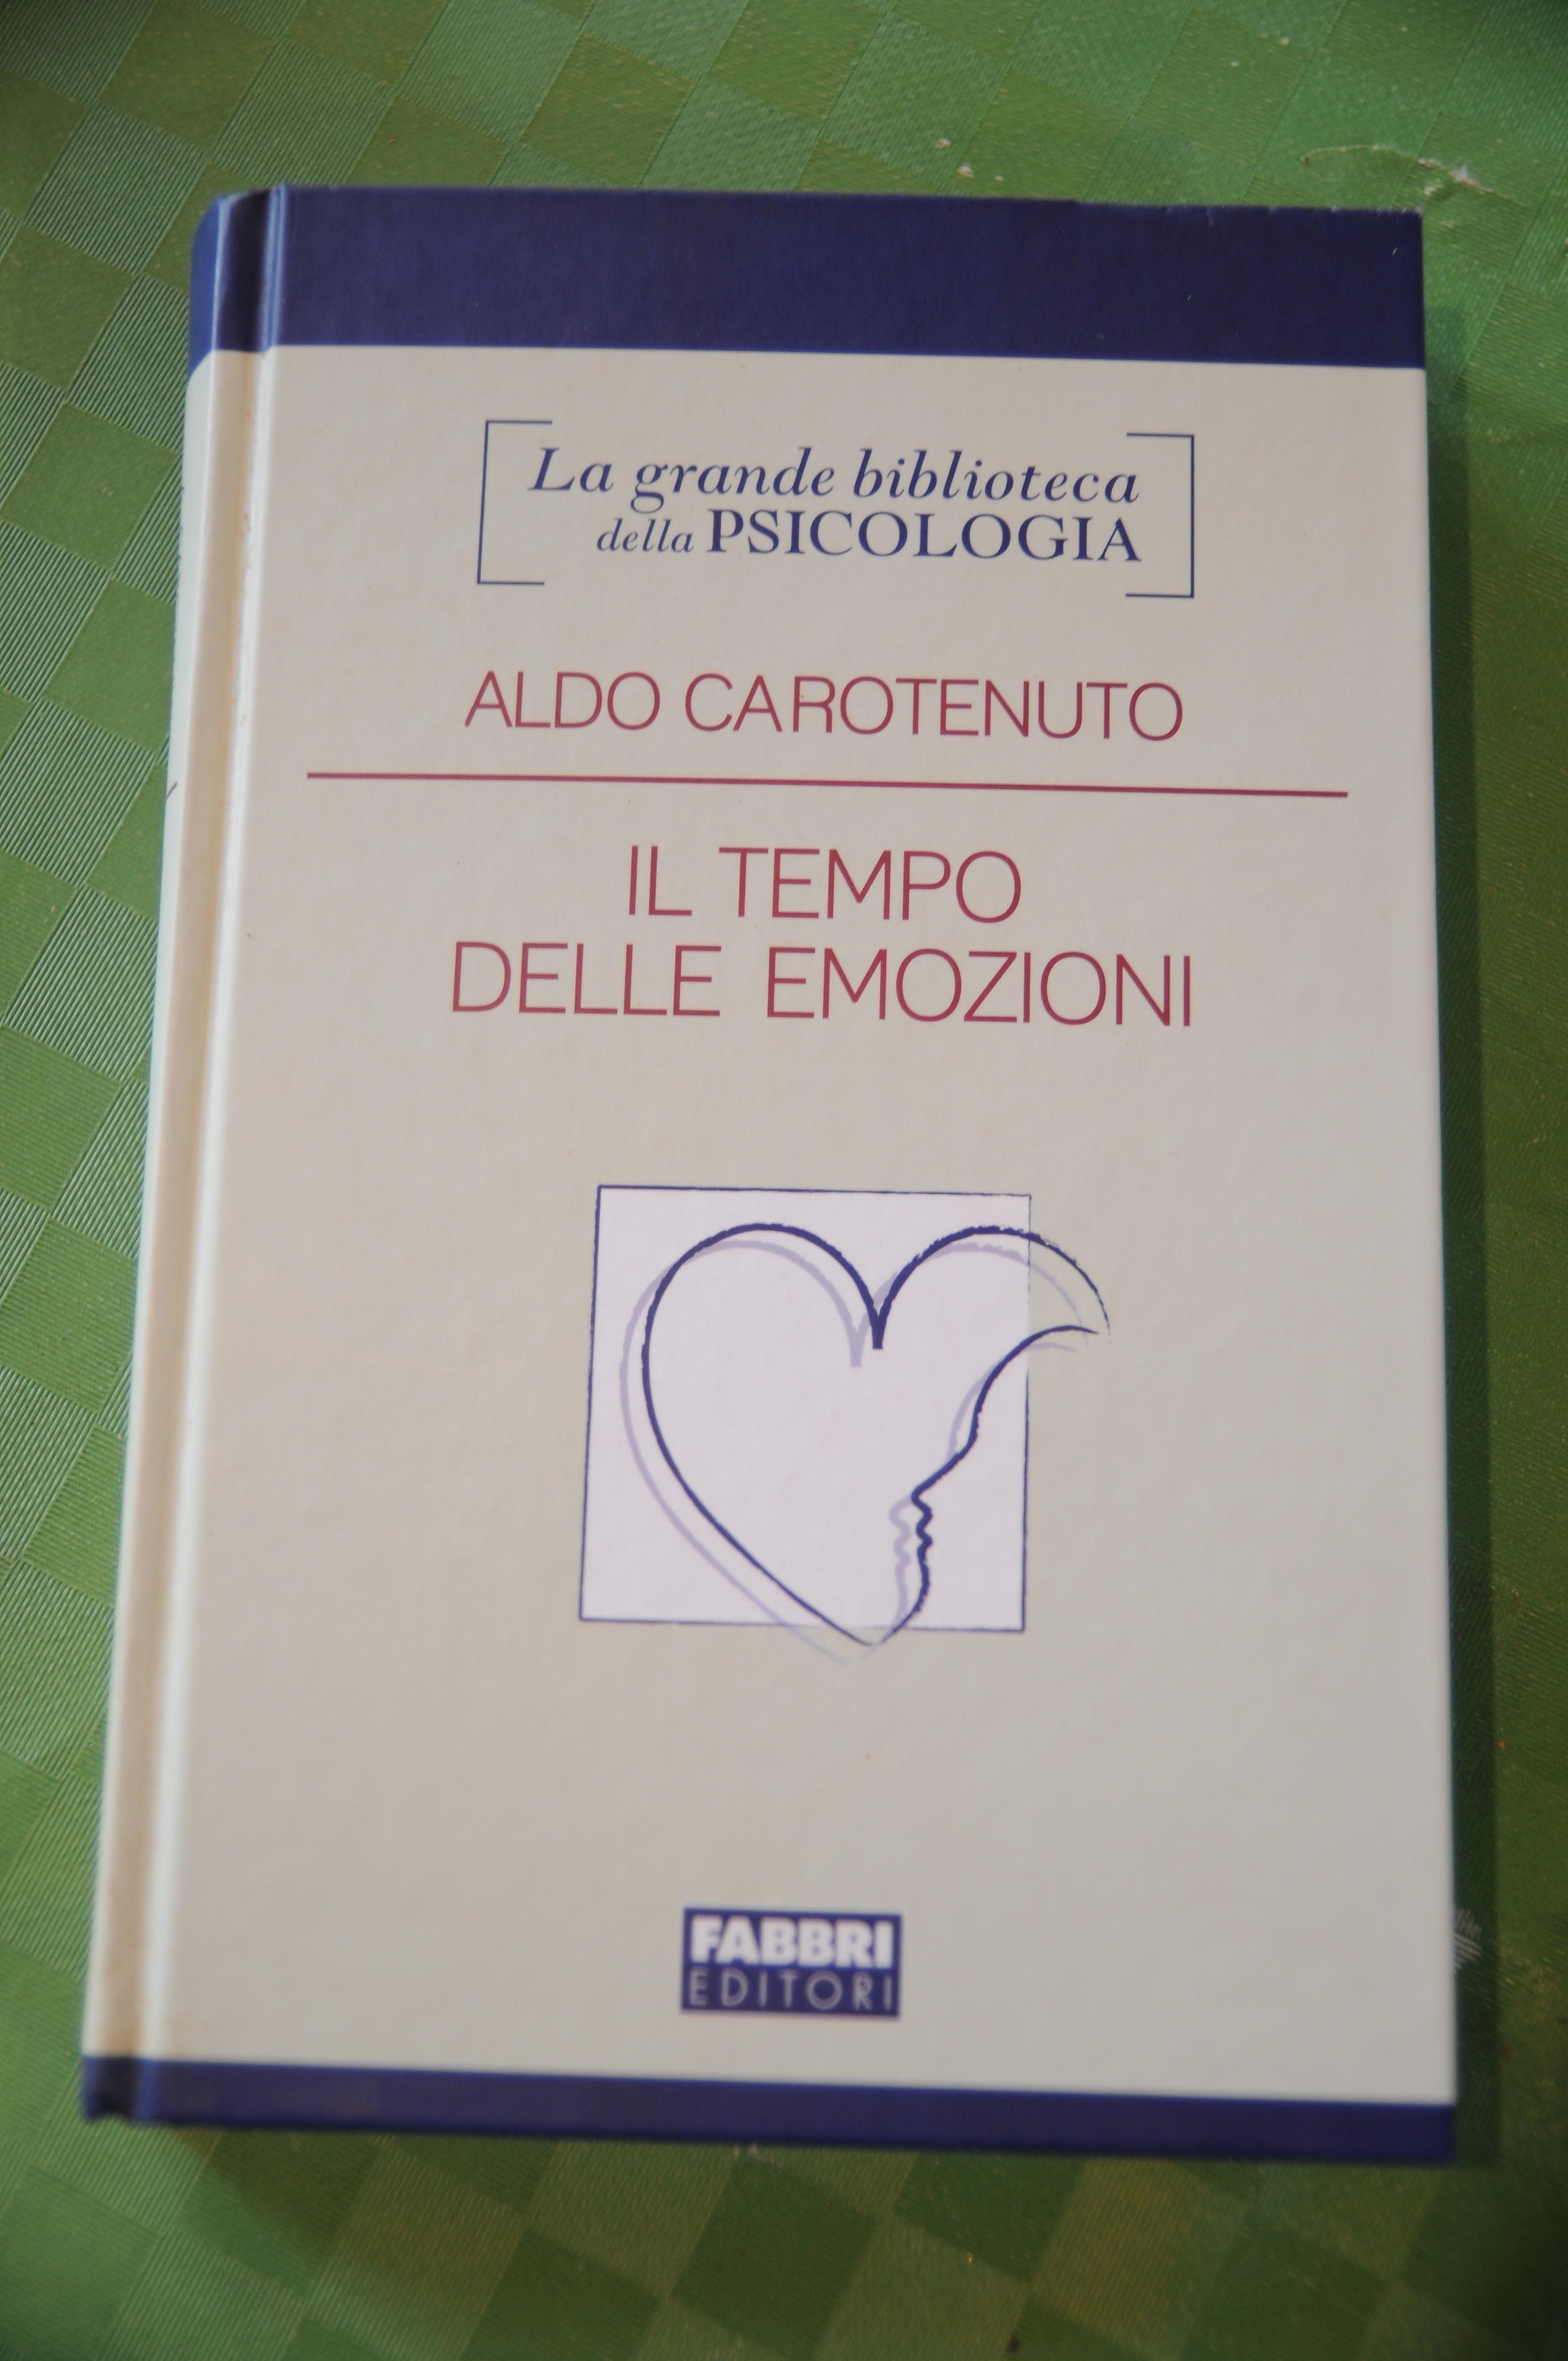 La grande biblioteca
della PSICOLOGIA
ALDO CAROTENUTO
IL TEMPO
DELLE EMOZIONI
FABBRI
EDITORI